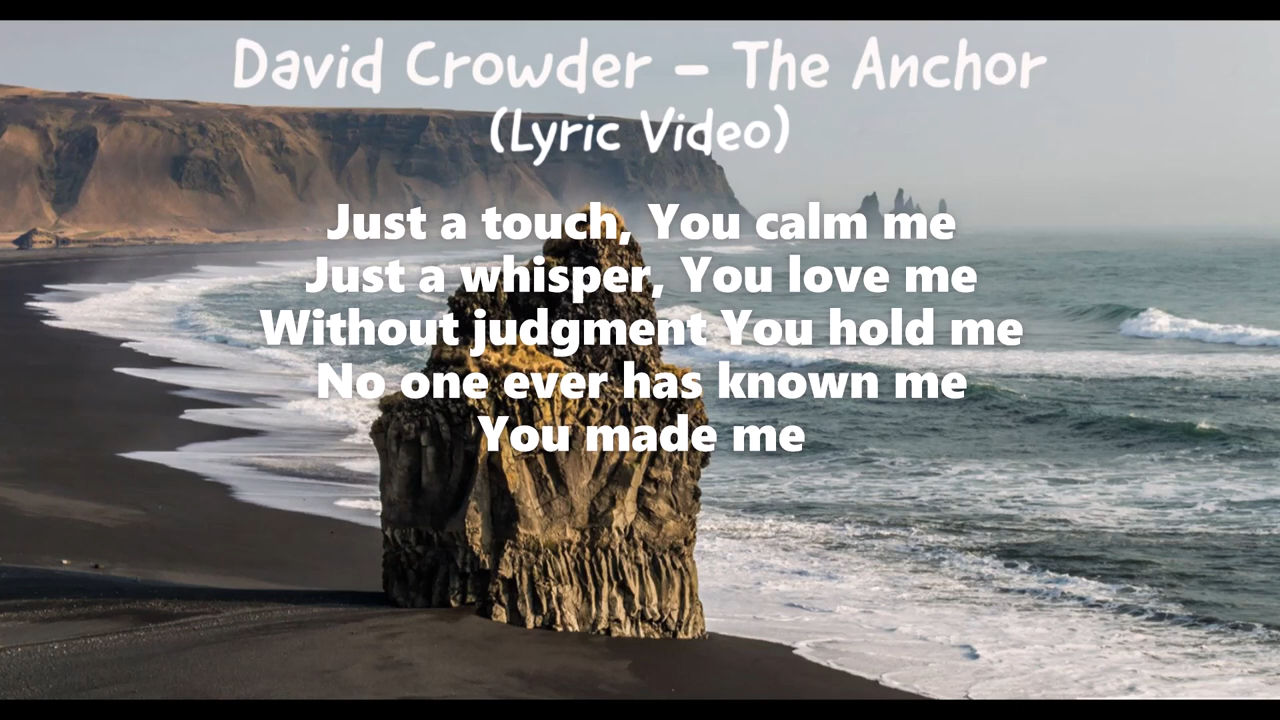 David Crowder - The Anchor
(Lyric Video)
Just a touch, You calm me
Just a whisper, You love me
Without judgment You hold me
No one ever has known me
You made me